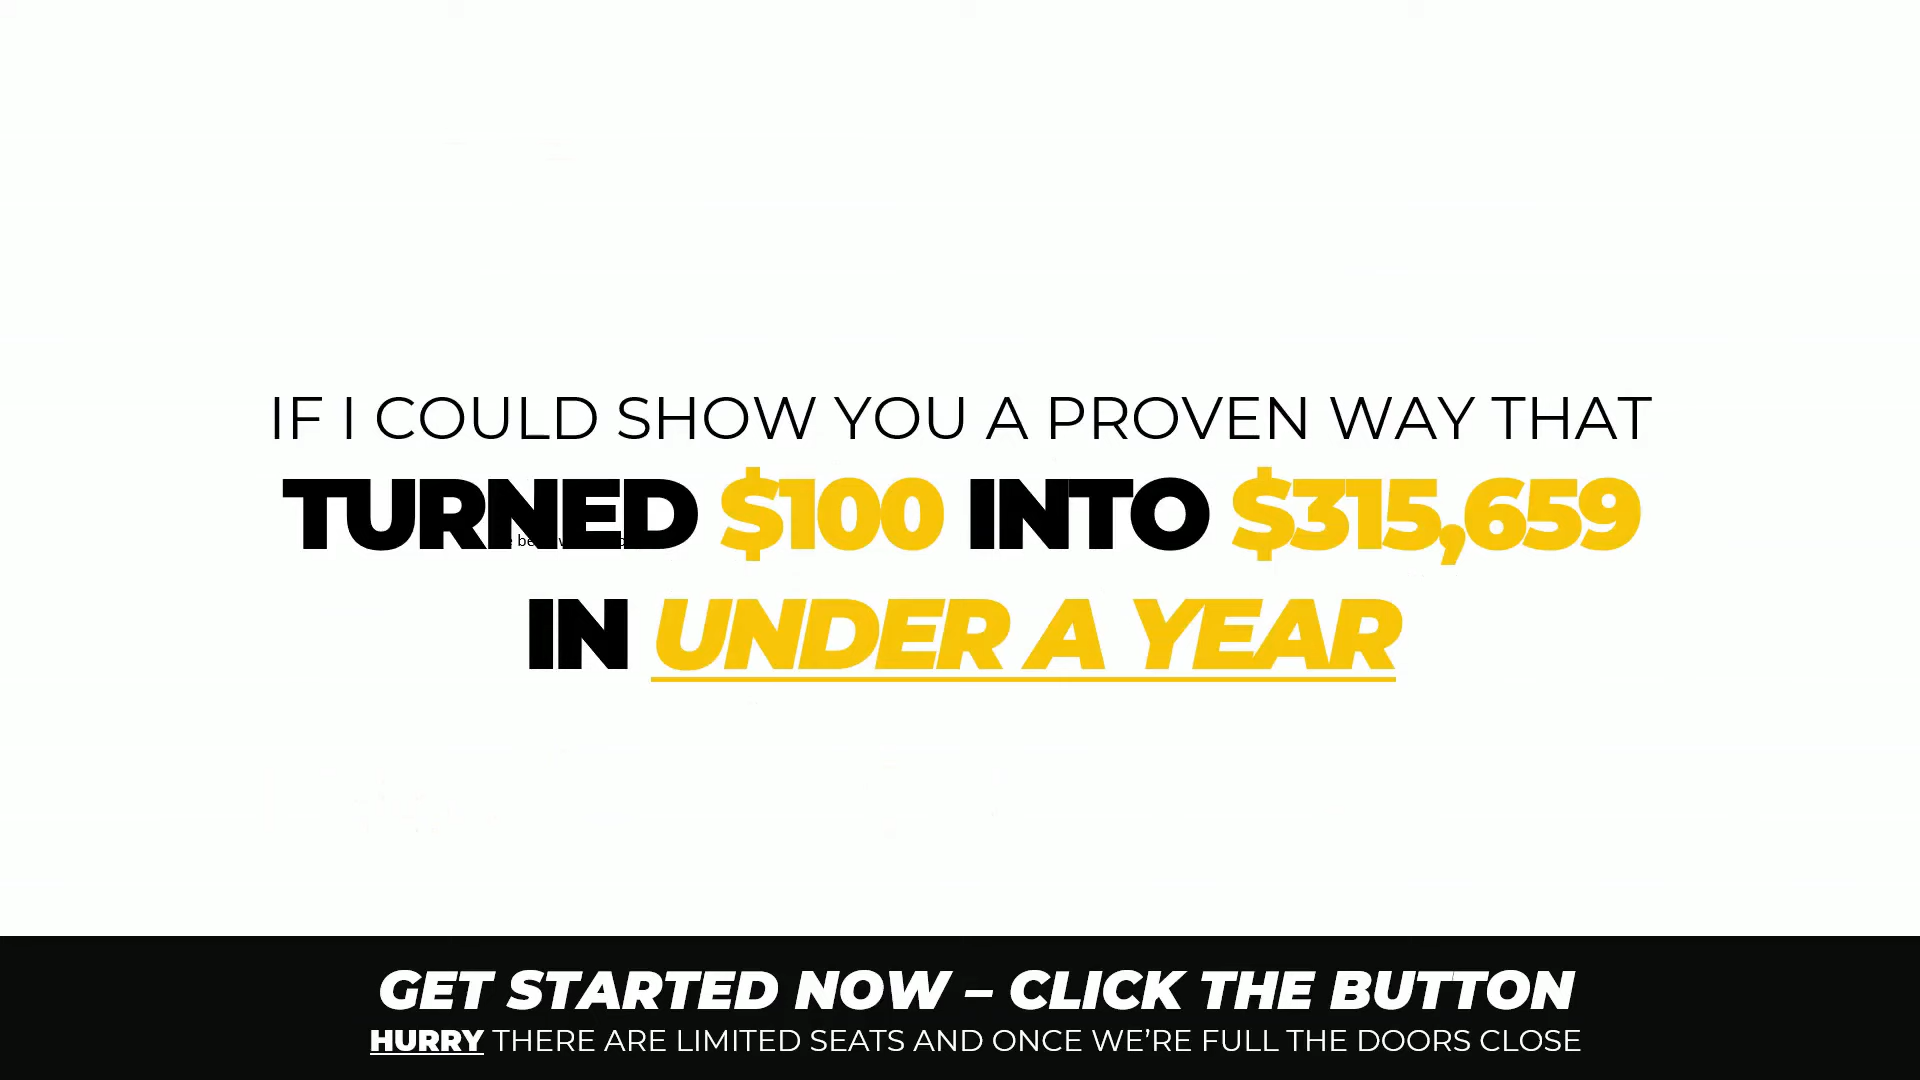 IF I COULD SHOW YOU A PROVEN WAY THAT
TURNED $100 INTO $315,659
IN UNDER A YEAR
GET STARTED NOW – CLICK THE BUTTON
HURRY THERE ARE LIMITED SEATS AND ONCE WE'RE FULL THE DOORS CLOSE